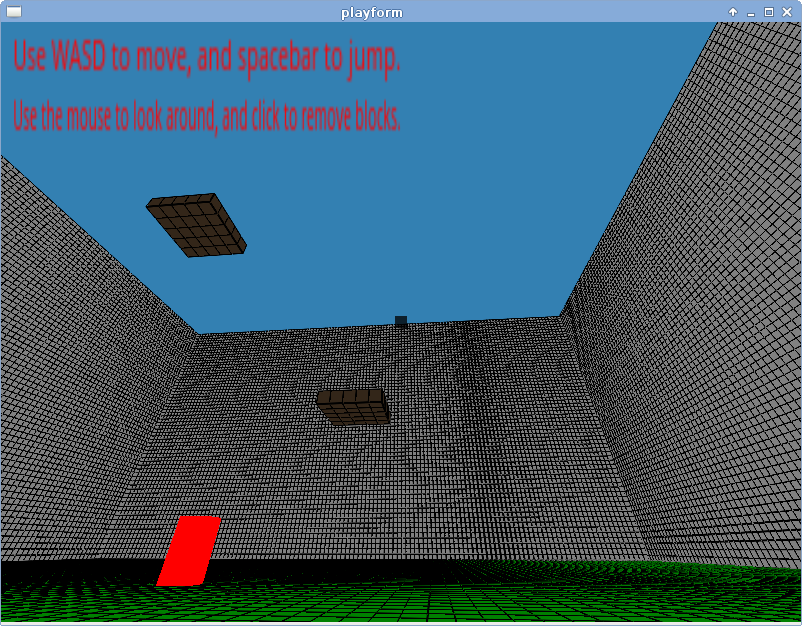 playform
Use WASD to move, and spacebar to jump.
Use the mouse to look around, and click to remove blocks.